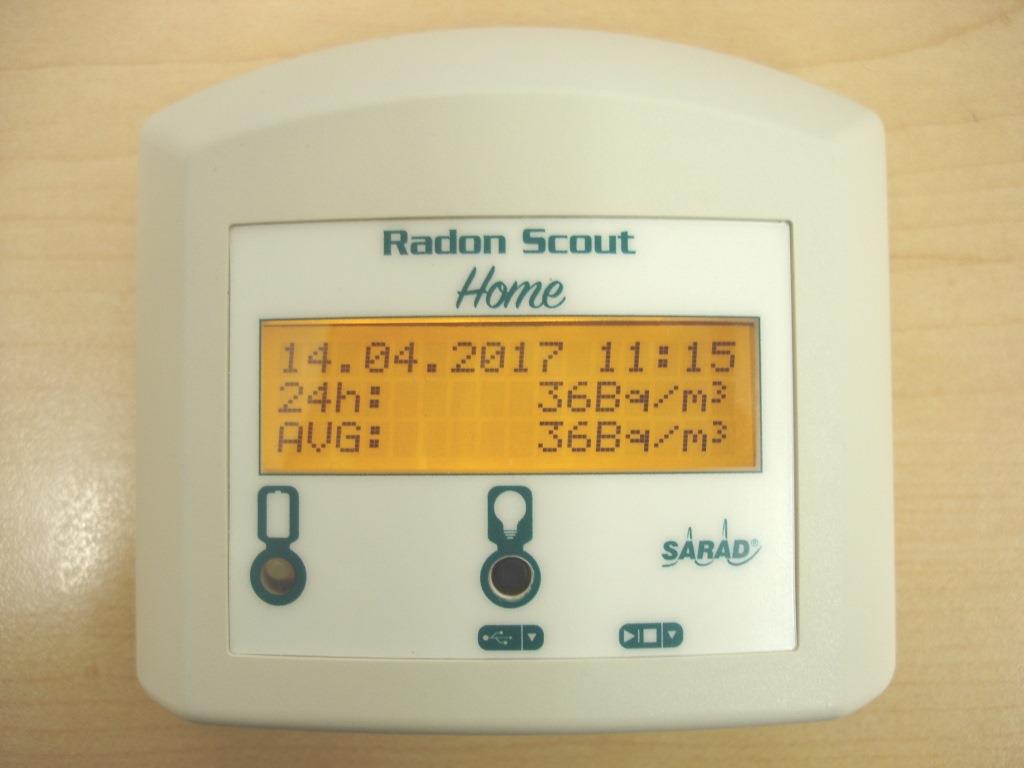 Radon Scout
Home
14.04.2017 11:15
24h: 36Bq/m³
AVG: 36Bq/m³
SARAD®